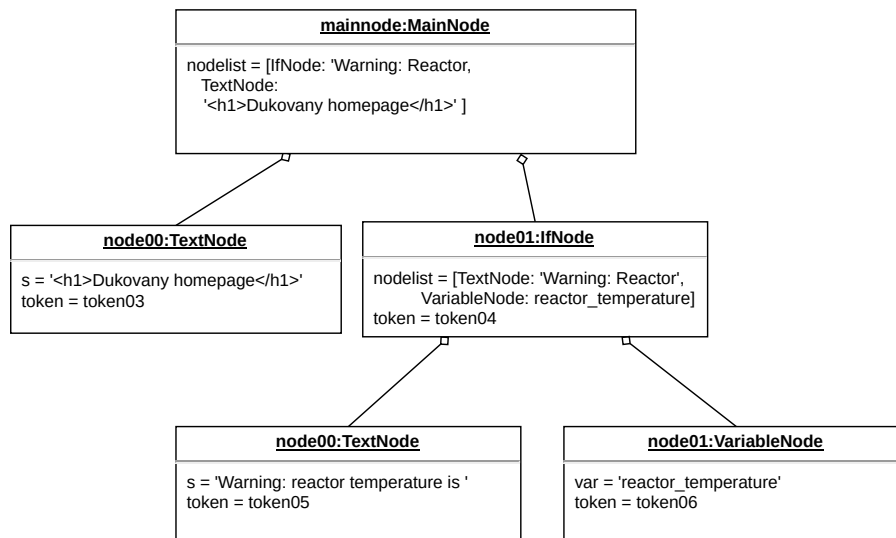 mainnode:MainNode
nodelist = [IfNode: 'Warning: Reactor,
TextNode:
'<h1>Dukovany homepage</h1>' ]
node00:TextNode
s = '<h1>Dukovany homepage</h1>'
token = token03
node01:IfNode
nodelist = [TextNode: 'Warning: Reactor',
VariableNode: reactor_temperature]
token = token04
node00:TextNode
s = 'Warning: reactor temperature is '
token = token05
node01:VariableNode
var = 'reactor_temperature'
token = token06